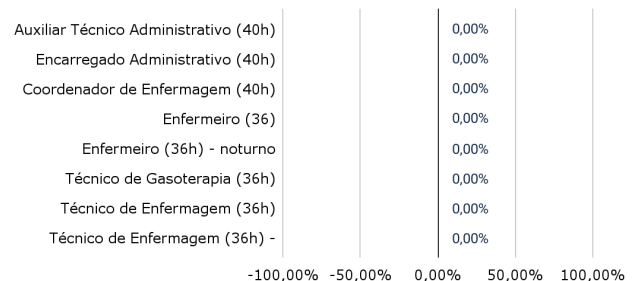 Auxiliar Técnico Administrativo (40h) 0,00%
Encarregado Administrativo (40h) 0,00%
Coordenador de Enfermagem (40h) 0,00%
Enfermeiro (36) 0,00%
Enfermeiro (36h) - noturno 0,00%
Técnico de Gasoterapia (36h) 0,00%
Técnico de Enfermagem (36h) 0,00%
Técnico de Enfermagem (36h) - 0,00%
-100,00% -50,00% 0,00% 50,00% 100,00%